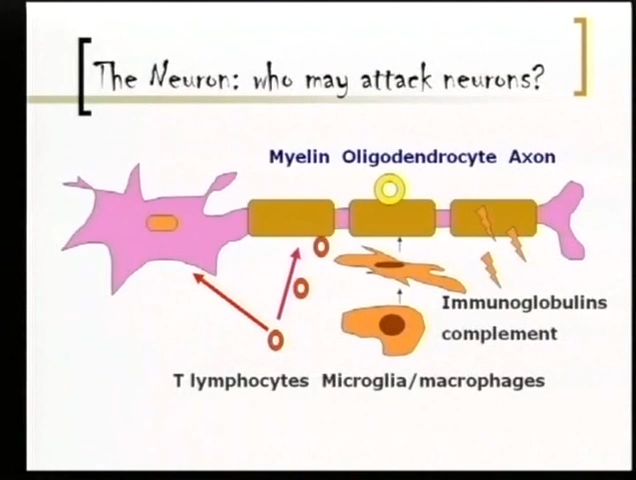 The Neuron: who may attack neurons?
Myelin Oligodendrocyte Axon
Immunoglobulins
complement
T lymphocytes Microglia/macrophages